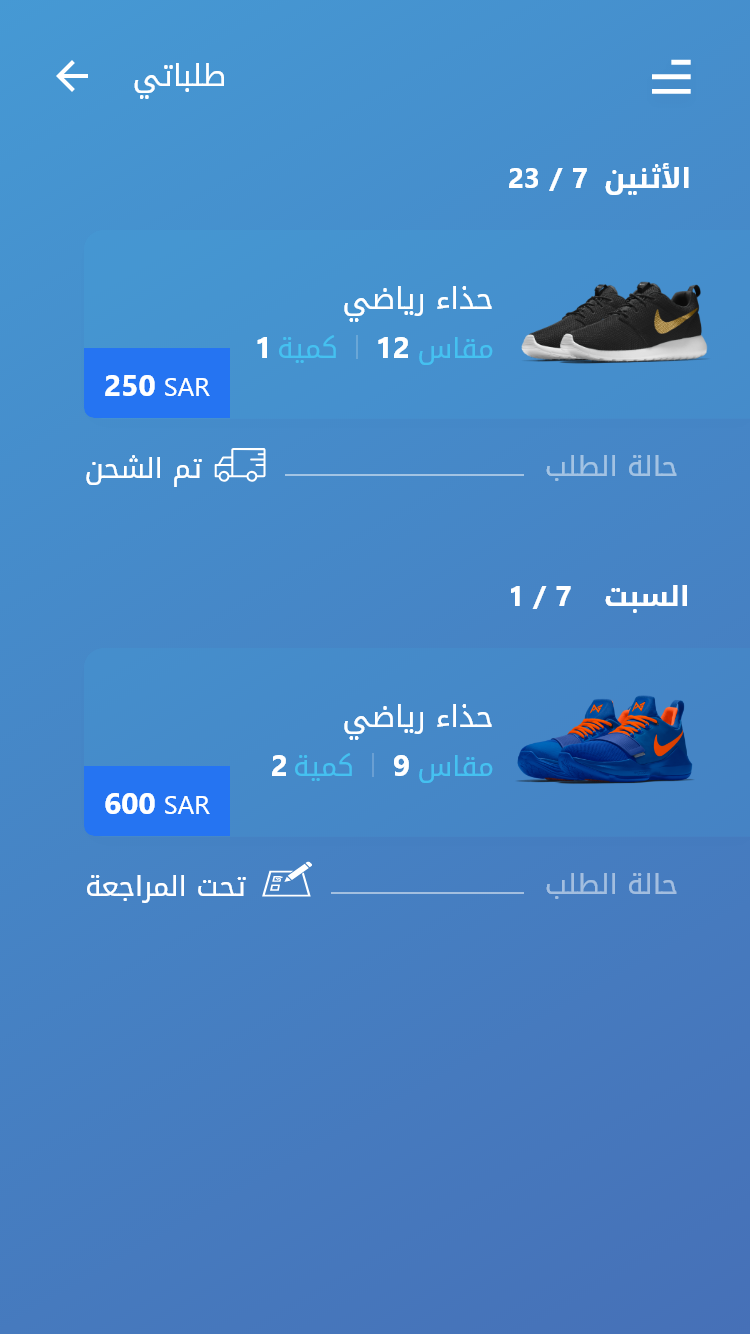 طلباتي
الأثنين 23 / 7
حذاء رياضي
مقاس 12 | كمية 1
250 SAR
حالة الطلب تم الشحن
السبت 1 / 7
حذاء رياضي
مقاس 9 | كمية 2
600 SAR
حالة الطلب تحت المراجعة